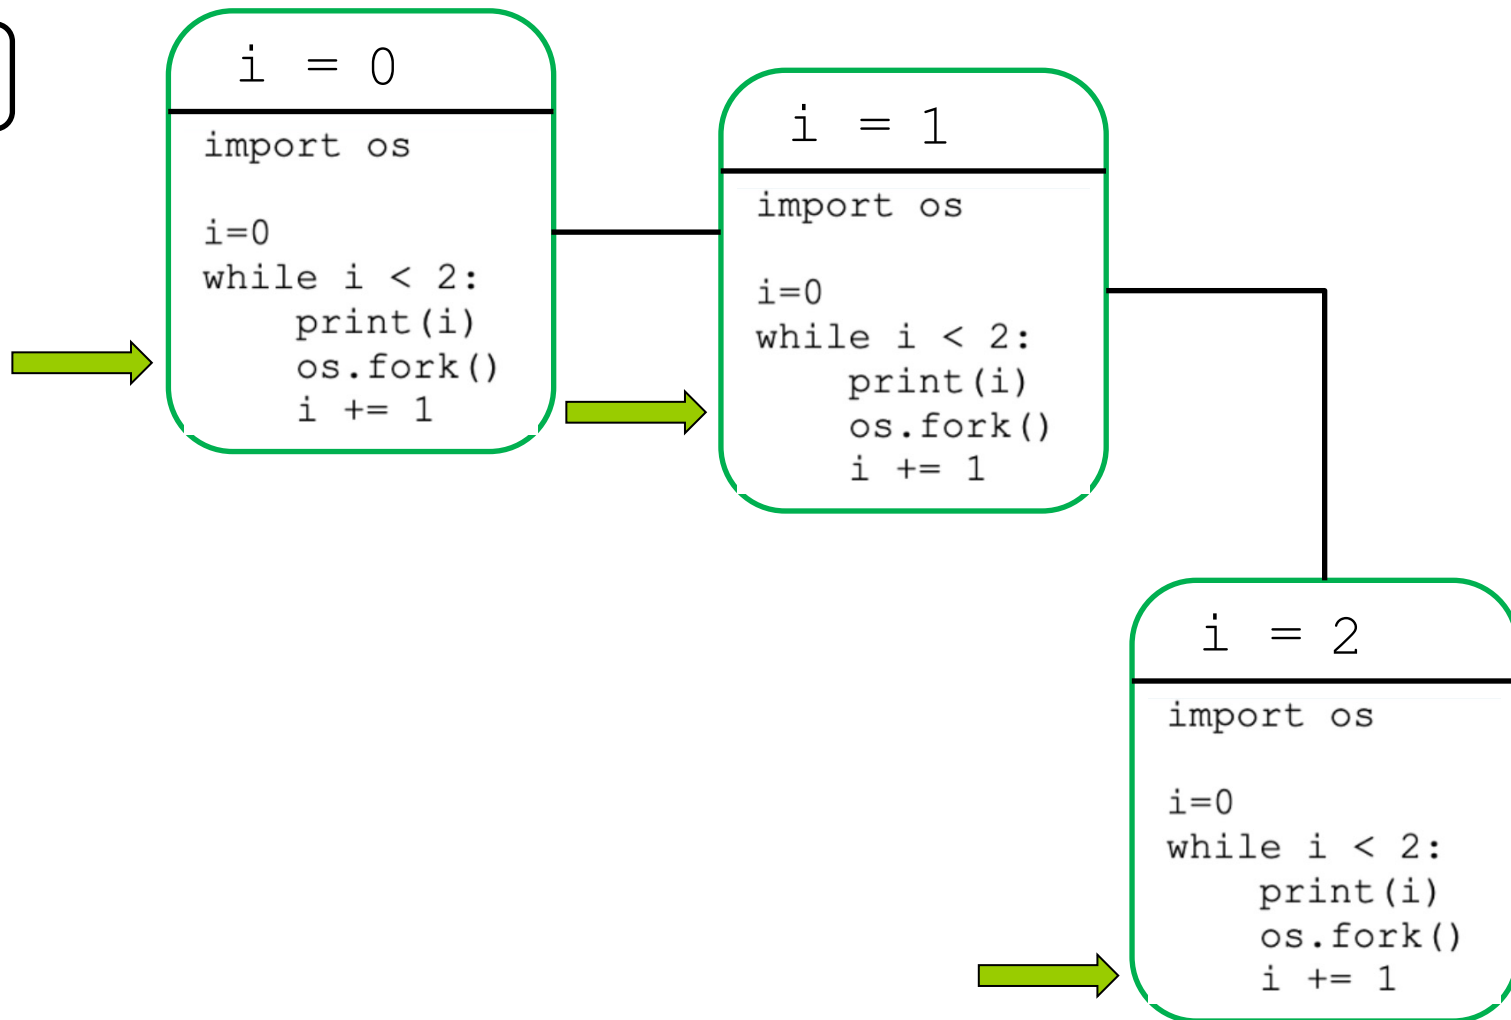 i = 0
import os
i=0
while i < 2:
print(i)
os.fork()
i += 1
i = 1
import os
i=0
while i < 2:
print(i)
os.fork()
i += 1
i = 2
import os
i=0
while i < 2:
print(i)
os.fork()
i += 1